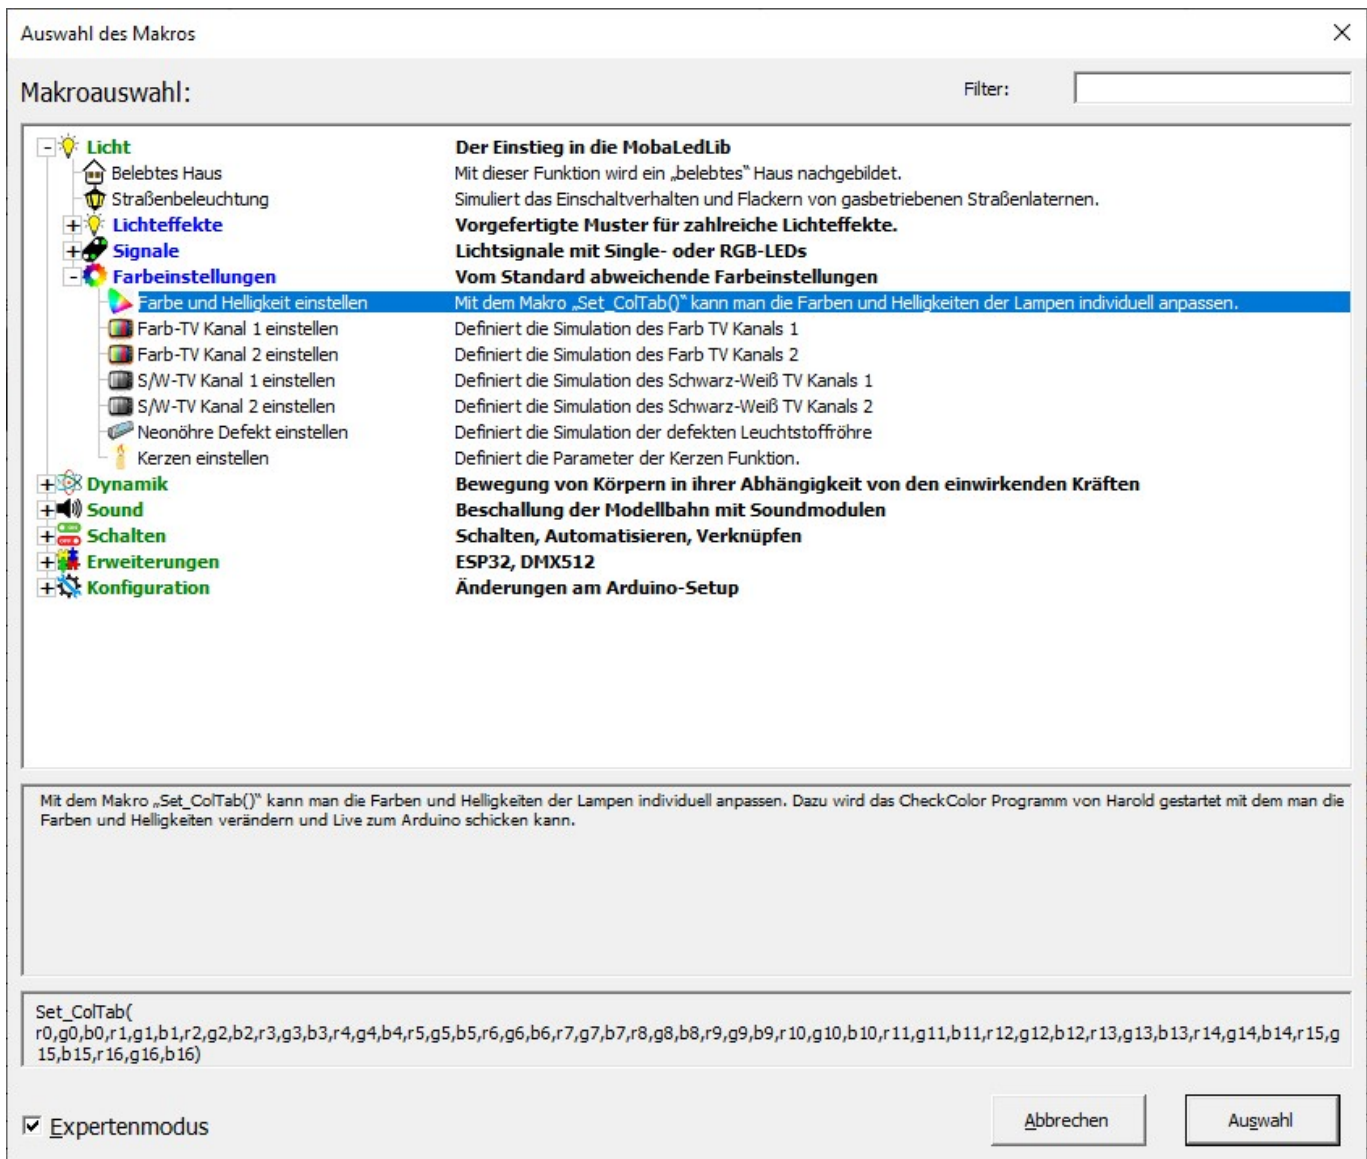 Auswahl des Makros
Makroauswahl:
Filter:
Licht Der Einstieg in die MobaLedLib
Belebtes Haus Mit dieser Funktion wird ein „belebtes“ Haus nachgebildet.
Straßenbeleuchtung Simuliert das Einschaltverhalten und Flackern von gasbetriebenen Straßenlaternen.
Lichteffekte Vorgefertigte Muster für zahlreiche Lichteffekte.
Signale Lichtsignale mit Single- oder RGB-LEDs
Farbeinstellungen Vom Standard abweichende Farbeinstellungen
Farbe und Helligkeit einstellen Mit dem Makro „Set_ColTab()“ kann man die Farben und Helligkeiten der Lampen individuell anpassen.
Farb-TV Kanal 1 einstellen Definiert die Simulation des Farb TV Kanals 1
Farb-TV Kanal 2 einstellen Definiert die Simulation des Farb TV Kanals 2
S/W-TV Kanal 1 einstellen Definiert die Simulation des Schwarz-Weiß TV Kanals 1
S/W-TV Kanal 2 einstellen Definiert die Simulation des Schwarz-Weiß TV Kanals 2
Neonöhre Defekt einstellen Definiert die Simulation der defekten Leuchtstoffröhre
Kerzen einstellen Definiert die Parameter der Kerzen Funktion.
Dynamik Bewegung von Körpern in ihrer Abhängigkeit von den einwirkenden Kräften
Sound Beschallung der Modellbahn mit Soundmodulen
Schalten Schalten, Automatisieren, Verknüpfen
Erweiterungen ESP32, DMX512
Konfiguration Änderungen am Arduino-Setup
Mit dem Makro „Set_ColTab()“ kann man die Farben und Helligkeiten der Lampen individuell anpassen. Dazu wird das CheckColor Programm von Harold gestartet mit dem man die
Farben und Helligkeiten verändern und Live zum Arduino schicken kann.
Set_ColTab(
r0,g0,b0,r1,g1,b1,r2,g2,b2,r3,g3,b3,r4,g4,b4,r5,g5,b5,r6,g6,b6,r7,g7,b7,r8,g8,b8,r9,g9,b9,r10,g10,b10,r11,g11,b11,r12,g12,b12,r13,g13,b13,r14,g14,b14,r15,g
15,b15,r16,g16,b16)
Expertenmodus
Abbrechen
Auswahl